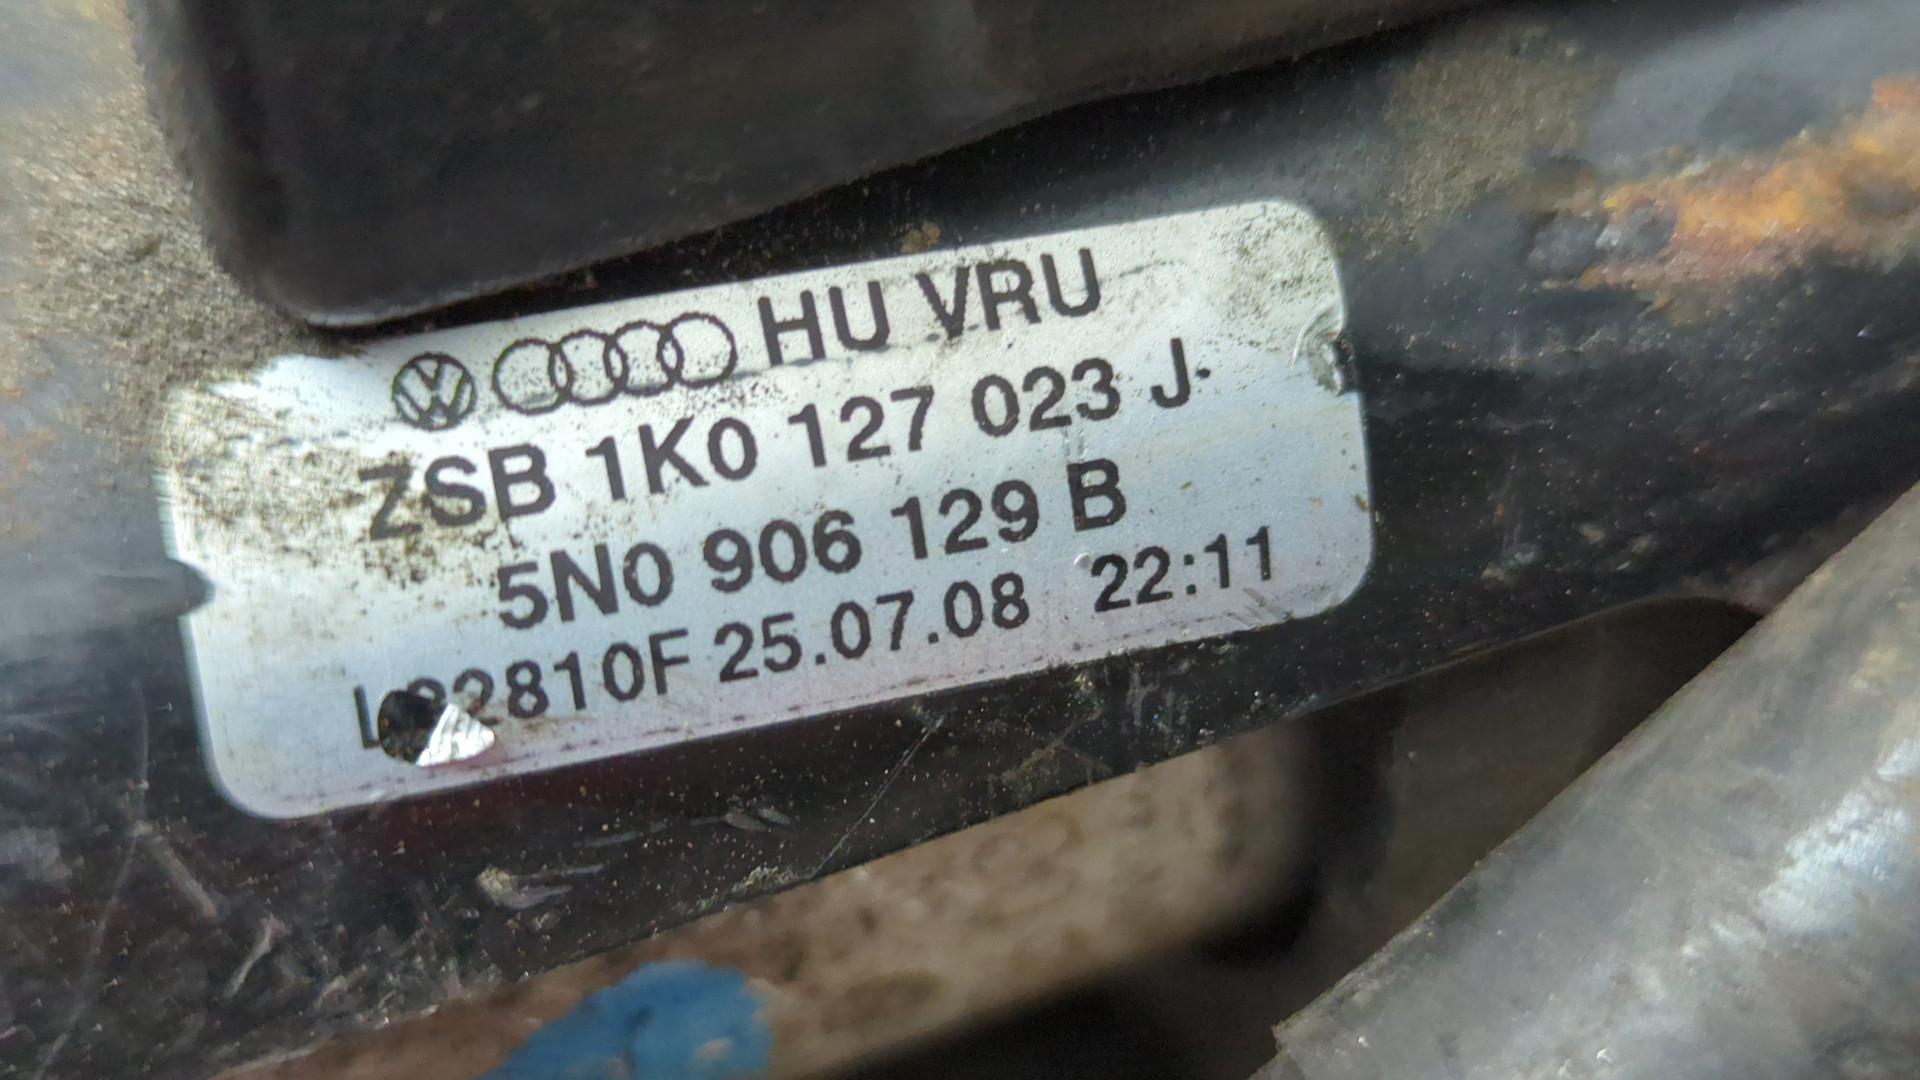 HU VRU
ZSB 1K0 127 023 J
5N0 906 129 B
25.07.08 22:11